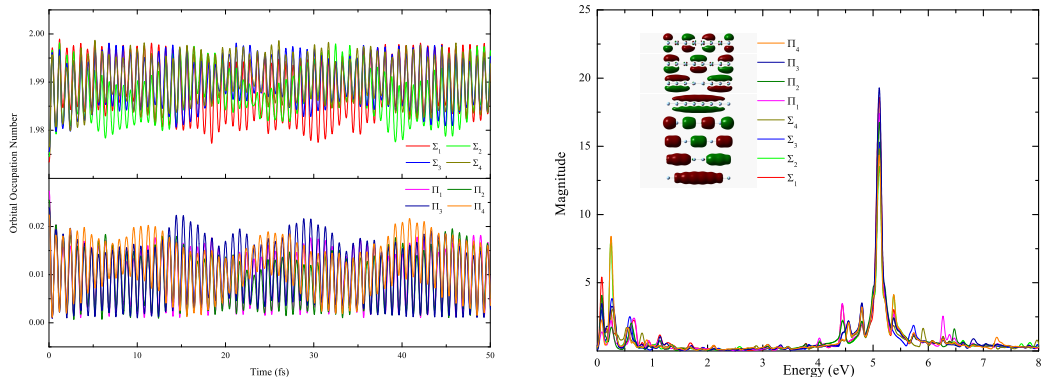 2.00
1.99
1.98
Σ1 Σ2
Σ3 Σ4
Orbital Occupation Number
Π1 Π2
Π3 Π4
0.02
0.01
0.00
0 10 20 30 40 50
Time (fs)
25
20
15
10
5
Magnitude
Π4
Π3
Π2
Π1
Σ4
Σ3
Σ2
Σ1
0 1 2 3 4 5 6 7 8
Energy (eV)